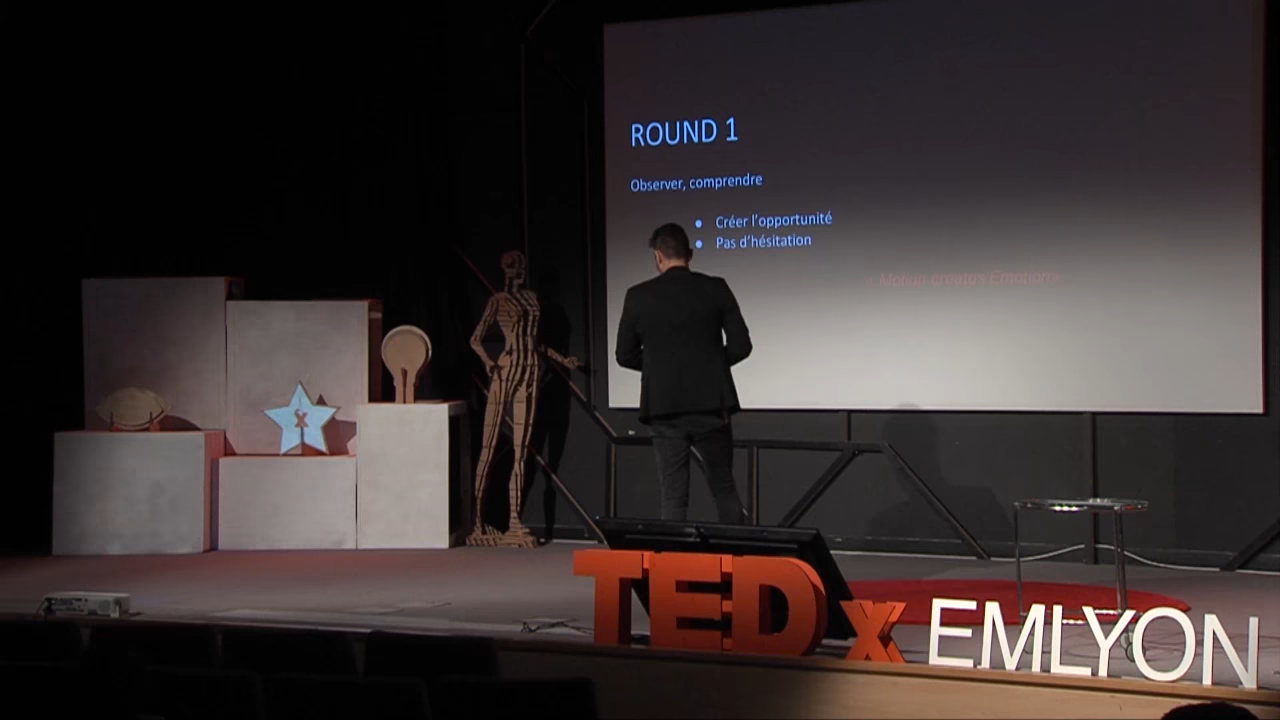 ROUND 1
Observer, comprendre
• Créer l'opportunité
• Pas d'hésitation
« Motion creates Emotion»
x
TEDx EMLYON